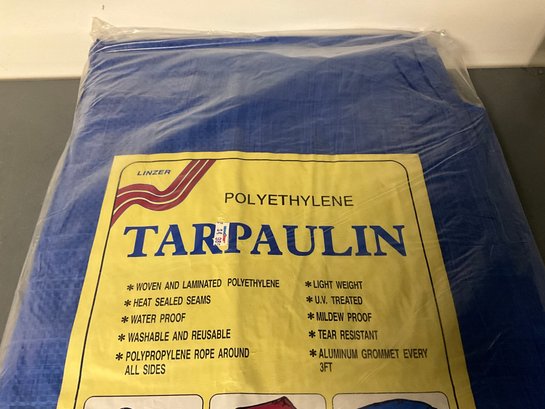 LINZER
POLYETHYLENE
TARPAULIN
* WOVEN AND LAMINATED POLYETHYLENE
* HEAT SEALED SEAMS
* WATER PROOF
* WASHABLE AND REUSABLE
* POLYPROPYLENE ROPE AROUND
ALL SIDES
* LIGHT WEIGHT
* U.V. TREATED
* MILDEW PROOF
* TEAR RESISTANT
* ALUMINUM GROMMET EVERY
3FT